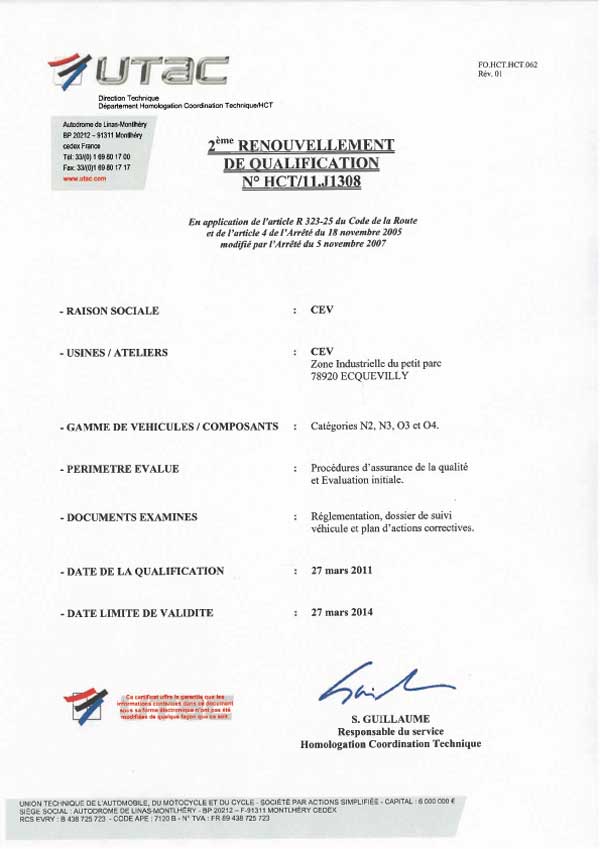 UTAC
FO.HCT.HCT.062
Rév. 01
Direction Technique
Département Homologation Coordination Technique/HCT
Autodrome de Linas-Montlhéry
BP 20212 – 91311 Montlhéry
cedex France
Tél: 33/(0) 1 69 80 17 00
Fax: 33/(0)1 69 80 17 17
www.utac.com
2ème RENOUVELLEMENT
DE QUALIFICATION
N° HCT/11.J1308
En application de l'article R 323-25 du Code de la Route
et de l'article 4 de l'Arrêté du 18 novembre 2005
modifié par l'Arrêté du 5 novembre 2007
- RAISON SOCIALE : CEV
- USINES / ATELIERS : CEV
Zone Industrielle du petit parc
78920 ECQUEVILLY
- GAMME DE VEHICULES / COMPOSANTS : Catégories N2, N3, O3 et O4.
- PERIMETRE EVALUE : Procédures d'assurance de la qualité
et Evaluation initiale.
- DOCUMENTS EXAMINES : Réglementation, dossier de suivi
véhicule et plan d'actions correctives.
- DATE DE LA QUALIFICATION : 27 mars 2011
- DATE LIMITE DE VALIDITE : 27 mars 2014
Ce certificat offre la garantie que les
informations contenues dans ce document
sous sa forme électronique n'ont pas été
modifiées de quelque façon que ce soit.
S. GUILLAUME
Responsable du service
Homologation Coordination Technique
UNION TECHNIQUE DE L'AUTOMOBILE, DU MOTOCYCLE ET DU CYCLE - SOCIÉTÉ PAR ACTIONS SIMPLIFIÉE - CAPITAL : 6 000 000 €
SIÈGE SOCIAL : AUTODROME DE LINAS-MONTLHÉRY - BP 20212 – F-91311 MONTLHÉRY CEDEX
RCS EVRY : B 438 725 723 - CODE APE : 7120 B - N° TVA : FR 89 438 725 723